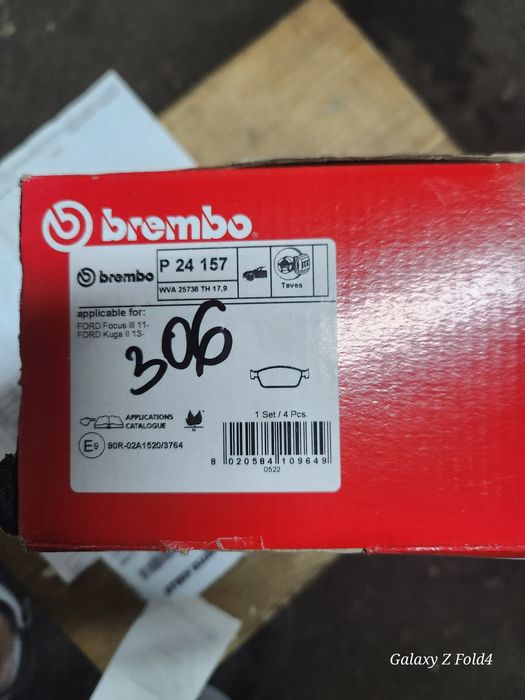 brembo
brembo
P 24 157
WVA 25736 TH 17,9
Teves
applicable for:
FORD Focus III 11-
FORD Kuga II 13-
306
1 Set / 4 Pcs.
APPLICATIONS
CATALOGUE
E9 90R-02A1520/3764
8 020584 109649
0522
Galaxy Z Fold4